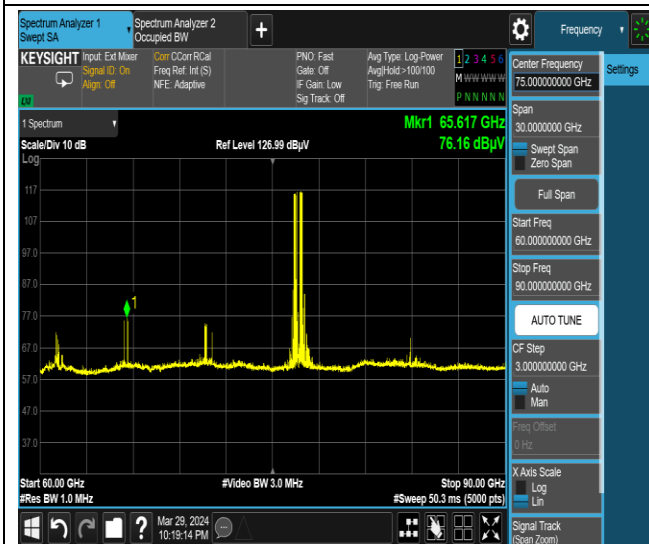 Spectrum Analyzer 1
Swept SA
Spectrum Analyzer 2
Occupied BW
+
Frequency
KEYSIGHT
Input: Ext Mixer
Signal ID: On
Align: Off
Corr CCorr RCal
Freq Ref: Int (S)
NFE: Adaptive
PNO: Fast
Gate: Off
IF Gain: Low
Sig Track: Off
Avg Type: Log-Power
Avg|Hold:>100/100
Trig: Free Run
1 2 3 4 5 6
M W W W W W
P N N N N N
1 Spectrum
Mkr1 65.617 GHz
76.16 dBµV
Scale/Div 10 dB
Ref Level 126.99 dBµV
Log
117
107
97.0
87.0
77.0
67.0
57.0
47.0
37.0
1
Start 60.00 GHz
#Video BW 3.0 MHz
Stop 90.00 GHz
#Res BW 1.0 MHz
#Sweep 50.3 ms (5000 pts)
Mar 29, 2024
10:19:14 PM
?
Center Frequency
75.000000000 GHz
Settings
Span
30.0000000 GHz
Swept Span
Zero Span
Full Span
Start Freq
60.000000000 GHz
Stop Freq
90.000000000 GHz
AUTO TUNE
CF Step
3.000000000 GHz
Auto
Man
Freq Offset
0 Hz
X Axis Scale
Log
Lin
Signal Track
(Span Zoom)